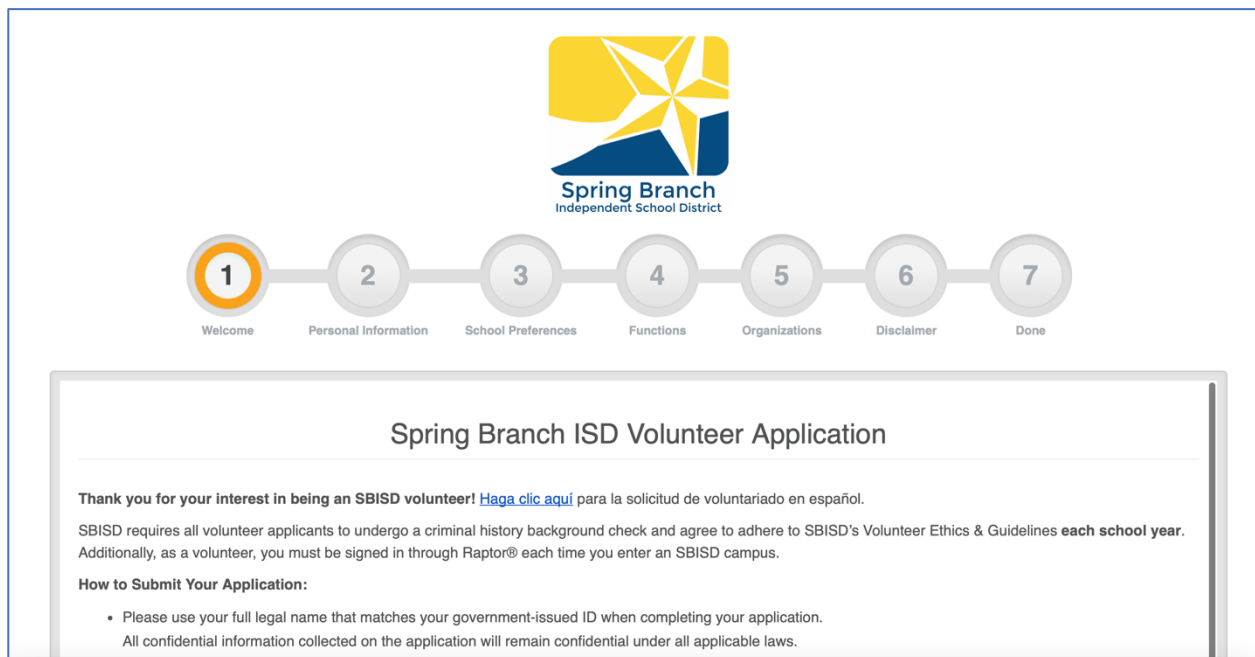 Spring Branch
Independent School District
1 2 3 4 5 6 7
Welcome Personal Information School Preferences Functions Organizations Disclaimer Done
Spring Branch ISD Volunteer Application
Thank you for your interest in being an SBISD volunteer! Haga clic aquí para la solicitud de voluntariado en español.
SBISD requires all volunteer applicants to undergo a criminal history background check and agree to adhere to SBISD's Volunteer Ethics & Guidelines each school year.
Additionally, as a volunteer, you must be signed in through Raptor® each time you enter an SBISD campus.
How to Submit Your Application:
• Please use your full legal name that matches your government-issued ID when completing your application.
All confidential information collected on the application will remain confidential under all applicable laws.